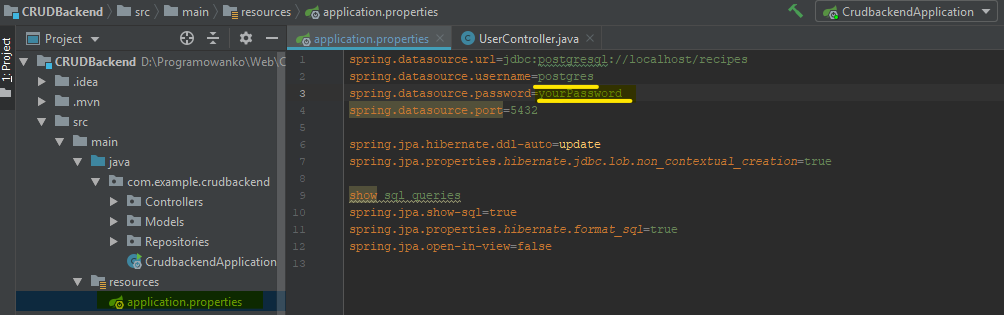 CRUDBackend src main resources application.properties CrudbackendApplication
1: Project
Project application.properties UserController.java
CRUDBackend D:\Programowanko\Web\C
.idea
.mvn
src
main
java
com.example.crudbackend
Controllers
Models
Repositories
CrudbackendApplication
resources
application.properties
1 spring.datasource.url=jdbc:postgresql://localhost/recipes
2 spring.datasource.username=postgres
3 spring.datasource.password=yourPassword
4 spring.datasource.port=5432
5
6 spring.jpa.hibernate.ddl-auto=update
7 spring.jpa.properties.hibernate.jdbc.lob.non_contextual_creation=true
8
9 show sql queries
10 spring.jpa.show-sql=true
11 spring.jpa.properties.hibernate.format_sql=true
12 spring.jpa.open-in-view=false
13